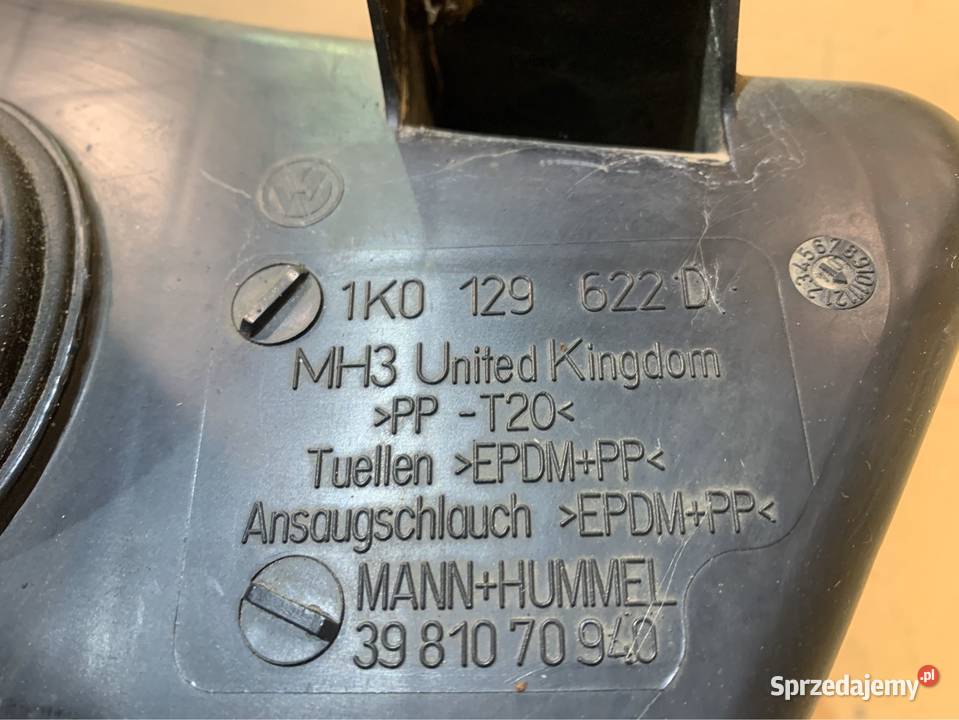 1K0 129 622 D
MH3 United Kingdom
>PP -T20<
Tuellen >EPDM+PP<
Ansaugschlauch >EPDM+PP<
MANN+HUMMEL
39 810 70 940
Sprzedajemy.pl